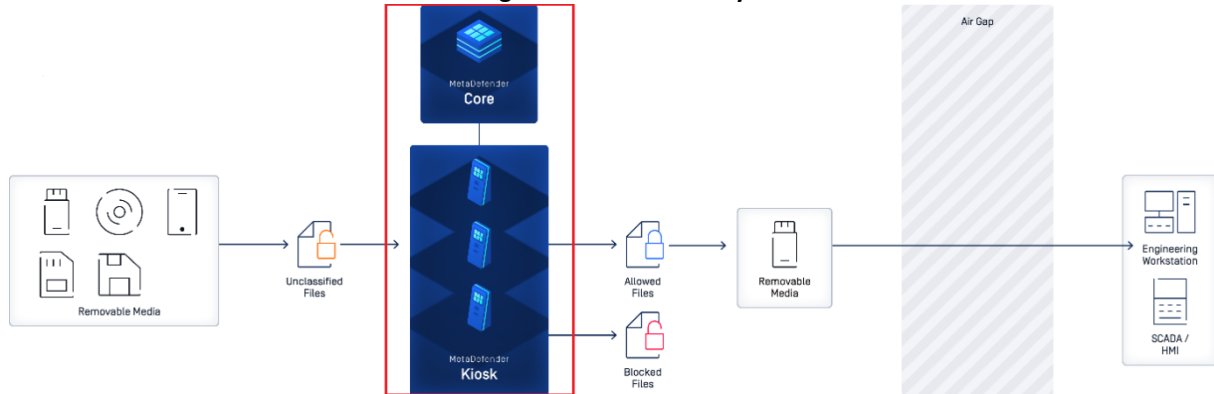 Air Gap
MetaDefender
Core
Removable Media
Unclassified
Files
MetaDefender
Kiosk
Allowed
Files
Blocked
Files
Removable
Media
Engineering
Workstation
SCADA /
HMI